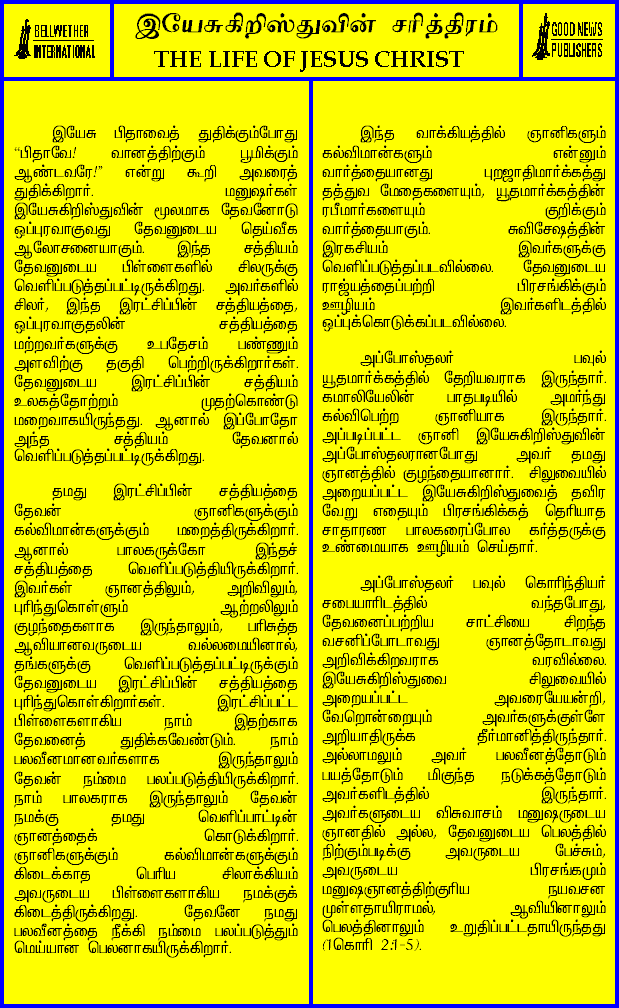 BELLWETHER
INTERNATIONAL
இயேசுகிறிஸ்துவின் சரித்திரம்
THE LIFE OF JESUS CHRIST
GOOD NEWS
PUBLISHERS
இயேசு பிதாவைத் துதிக்கும்போது
“பிதாவே! வானத்திற்கும் பூமிக்கும்
ஆண்டவரே!” என்று கூறி அவரைத்
துதிக்கிறார். மனுஷர்கள்
இயேசுகிறிஸ்துவின் மூலமாக தேவனோடு
ஒப்புரவாகுவது தேவனுடைய தெய்வீக
ஆலோசனையாகும். இந்த சத்தியம்
தேவனுடைய பிள்ளைகளில் சிலருக்கு
வெளிப்படுத்தப்பட்டிருக்கிறது. அவர்களில்
சிலர், இந்த இரட்சிப்பின் சத்தியத்தை,
ஒப்புரவாகுதலின் சத்தியத்தை
மற்றவர்களுக்கு உபதேசம் பண்ணும்
அளவிற்கு தகுதி பெற்றிருக்கிறார்கள்.
தேவனுடைய இரட்சிப்பின் சத்தியம்
உலகத்தோற்றம் முதற்கொண்டு
மறைவாகயிருந்தது. ஆனால் இப்போதோ
அந்த சத்தியம் தேவனால்
வெளிப்படுத்தப்பட்டிருக்கிறது.
தமது இரட்சிப்பின் சத்தியத்தை
தேவன் ஞானிகளுக்கும்
கல்விமான்களுக்கும் மறைத்திருக்கிறார்.
ஆனால் பாலகருக்கோ இந்தச்
சத்தியத்தை வெளிப்படுத்தியிருக்கிறார்.
இவர்கள் ஞானத்திலும், அறிவிலும்,
புரிந்துகொள்ளும் ஆற்றலிலும்
குழந்தைகளாக இருந்தாலும், பரிசுத்த
ஆவியானவருடைய வல்லமையினால்,
தங்களுக்கு வெளிப்படுத்தப்பட்டிருக்கும்
தேவனுடைய இரட்சிப்பின் சத்தியத்தை
புரிந்துகொள்கிறார்கள். இரட்சிப்பட்ட
பிள்ளைகளாகிய நாம் இதற்காக
தேவனைத் துதிக்கவேண்டும். நாம்
பலவீனமானவர்களாக இருந்தாலும்
தேவன் நம்மை பலப்படுத்தியிருக்கிறார்.
நாம் பாலகராக இருந்தாலும் தேவன்
நமக்கு தமது வெளிப்பாட்டின்
ஞானத்தைக் கொடுக்கிறார்.
ஞானிகளுக்கும் கல்விமான்களுக்கும்
கிடைக்காத பெரிய சிலாக்கியம்
அவருடைய பிள்ளைகளாகிய நமக்குக்
கிடைத்திருக்கிறது. தேவனே நமது
பலவீனத்தை நீக்கி நம்மை பலப்படுத்தும்
மெய்யான பெலனாகயிருக்கிறார்.
இந்த வாக்கியத்தில் ஞானிகளும்
கல்விமான்களும் என்னும்
வார்த்தையானது புறஜாதிமார்க்கத்து
தத்துவ மேதைகளையும், யூதமார்க்கத்தின்
ரபீமார்களையும் குறிக்கும்
வார்த்தையாகும். சுவிசேஷத்தின்
இரகசியம் இவர்களுக்கு
வெளிப்படுத்தப்படவில்லை. தேவனுடைய
ராஜ்யத்தைப்பற்றி பிரசங்கிக்கும்
ஊழியம் இவர்களிடத்தில்
ஒப்புக்கொடுக்கப்படவில்லை.
அப்போஸ்தலர் பவுல்
யூதமார்க்கத்தில் தேறியவராக இருந்தார்.
கமாலியேலின் பாதபடியில் அமர்ந்து
கல்விபெற்ற ஞானியாக இருந்தார்.
அப்படிப்பட்ட ஞானி இயேசுகிறிஸ்துவின்
அப்போஸ்தலரானபோது அவர் தமது
ஞானத்தில் குழந்தையானார். சிலுவையில்
அறையப்பட்ட இயேசுகிறிஸ்துவைத் தவிர
வேறு எதையும் பிரசங்கிக்கத் தெரியாத
சாதாரண பாலகரைப்போல கர்த்தருக்கு
உண்மையாக ஊழியம் செய்தார்.
அப்போஸ்தலர் பவுல் கொரிந்தியர்
சபையாரிடத்தில் வந்தபோது,
தேவனைப்பற்றிய சாட்சியை சிறந்த
வசனிப்போடாவது ஞானத்தோடாவது
அறிவிக்கிறவராக வரவில்லை.
இயேசுகிறிஸ்துவை சிலுவையில்
அறையப்பட்ட அவரையேயன்றி,
வேறொன்றையும் அவர்களுக்குள்ளே
அறியாதிருக்க தீர்மானித்திருந்தார்.
அல்லாமலும் அவர் பலவீனத்தோடும்
பயத்தோடும் மிகுந்த நடுக்கத்தோடும்
அவர்களிடத்தில் இருந்தார்.
அவர்களுடைய விசுவாசம் மனுஷருடைய
ஞானதில் அல்ல, தேவனுடைய பெலத்தில்
நிற்கும்படிக்கு அவருடைய பேச்சும்,
அவருடைய பிரசங்கமும்
மனுஷஞானத்திற்குரிய நயவசன
முள்ளதாயிராமல், ஆவியினாலும்
பெலத்தினாலும் உறுதிப்பட்டதாயிருந்தது
(1கொரி 2:1-5).